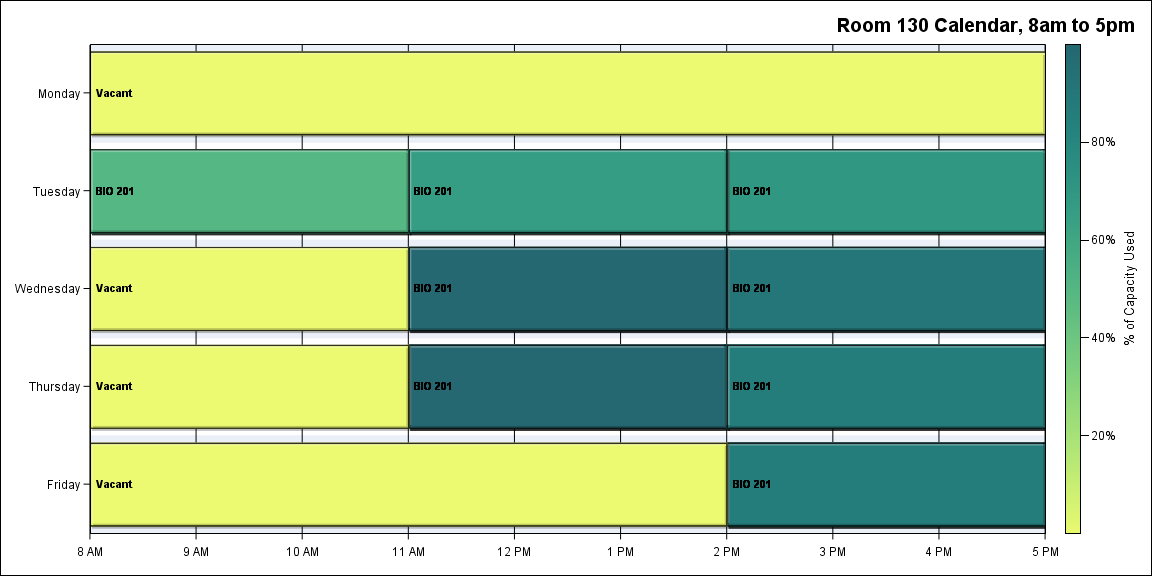 Room 130 Calendar, 8am to 5pm
Monday
Vacant
Tuesday
BIO 201
BIO 201
BIO 201
Wednesday
Vacant
BIO 201
BIO 201
Thursday
Vacant
BIO 201
BIO 201
Friday
Vacant
BIO 201
8 AM
9 AM
10 AM
11 AM
12 PM
1 PM
2 PM
3 PM
4 PM
5 PM
80%
60%
40%
20%
% of Capacity Used